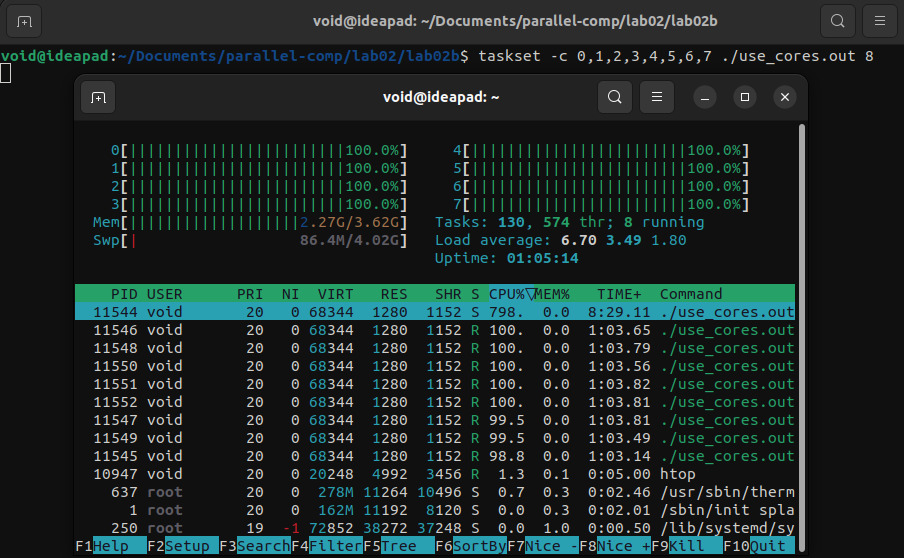 void@ideapad: ~/Documents/parallel-comp/lab02/lab02b
void@ideapad:~/Documents/parallel-comp/lab02/lab02b$ taskset -c 0,1,2,3,4,5,6,7 ./use_cores.out 8
void@ideapad: ~
0[||||||||||||||||||||||||100.0%] 4[||||||||||||||||||||||||100.0%]
1[||||||||||||||||||||||||100.0%] 5[||||||||||||||||||||||||100.0%]
2[||||||||||||||||||||||||100.0%] 6[||||||||||||||||||||||||100.0%]
3[||||||||||||||||||||||||100.0%] 7[||||||||||||||||||||||||100.0%]
Mem[|||||||||||||||||||2.27G/3.62G] Tasks: 130, 574 thr; 8 running
Swp[| 86.4M/4.02G] Load average: 6.70 3.49 1.80
Uptime: 01:05:14
PID USER PRI NI VIRT RES SHR S CPU%▽MEM% TIME+ Command
11544 void 20 0 68344 1280 1152 S 798. 0.0 8:29.11 ./use_cores.out
11546 void 20 0 68344 1280 1152 R 100. 0.0 1:03.65 ./use_cores.out
11548 void 20 0 68344 1280 1152 R 100. 0.0 1:03.79 ./use_cores.out
11550 void 20 0 68344 1280 1152 R 100. 0.0 1:03.56 ./use_cores.out
11551 void 20 0 68344 1280 1152 R 100. 0.0 1:03.82 ./use_cores.out
11552 void 20 0 68344 1280 1152 R 100. 0.0 1:03.81 ./use_cores.out
11547 void 20 0 68344 1280 1152 R 99.5 0.0 1:03.81 ./use_cores.out
11549 void 20 0 68344 1280 1152 R 99.5 0.0 1:03.49 ./use_cores.out
11545 void 20 0 68344 1280 1152 R 98.8 0.0 1:03.14 ./use_cores.out
10947 void 20 0 20248 4992 3456 R 1.3 0.1 0:05.00 htop
637 root 20 0 278M 11264 10496 S 0.7 0.3 0:02.46 /usr/sbin/therm
1 root 20 0 162M 11192 8120 S 0.0 0.3 0:02.01 /sbin/init spla
250 root 19 -1 72852 38272 37248 S 0.0 1.0 0:00.50 /lib/systemd/sy
F1Help F2Setup F3SearchF4FilterF5Tree F6SortByF7Nice -F8Nice +F9Kill F10Quit